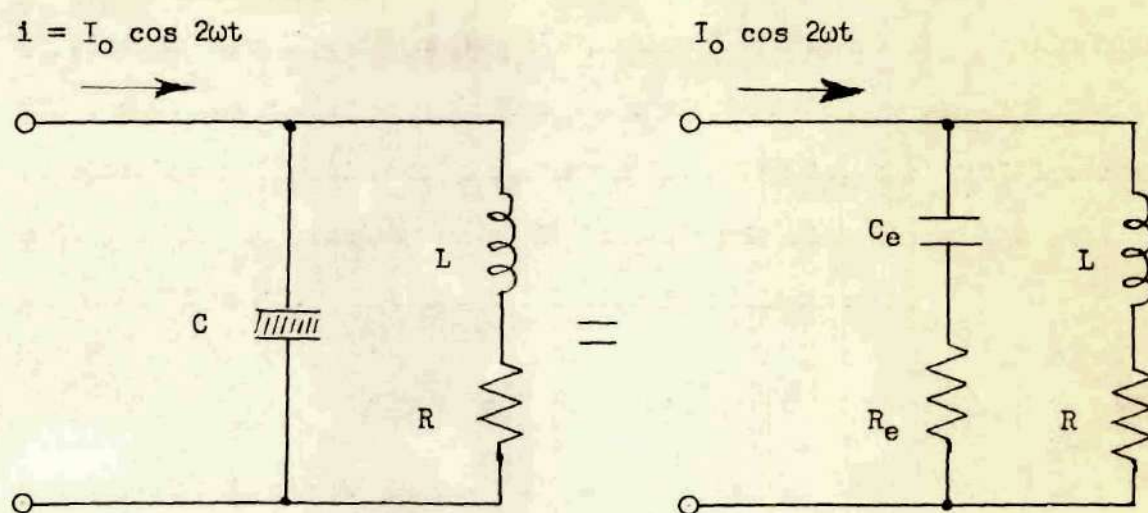 i = I₀ cos 2ωt
I₀ cos 2ωt
C
L
R
=
Cₑ
Rₑ
L
R